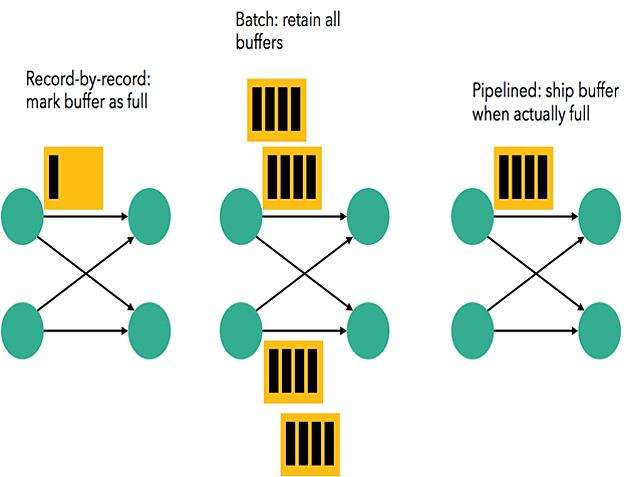 Record-by-record:
mark buffer as full
Batch: retain all
buffers
Pipelined: ship buffer
when actually full